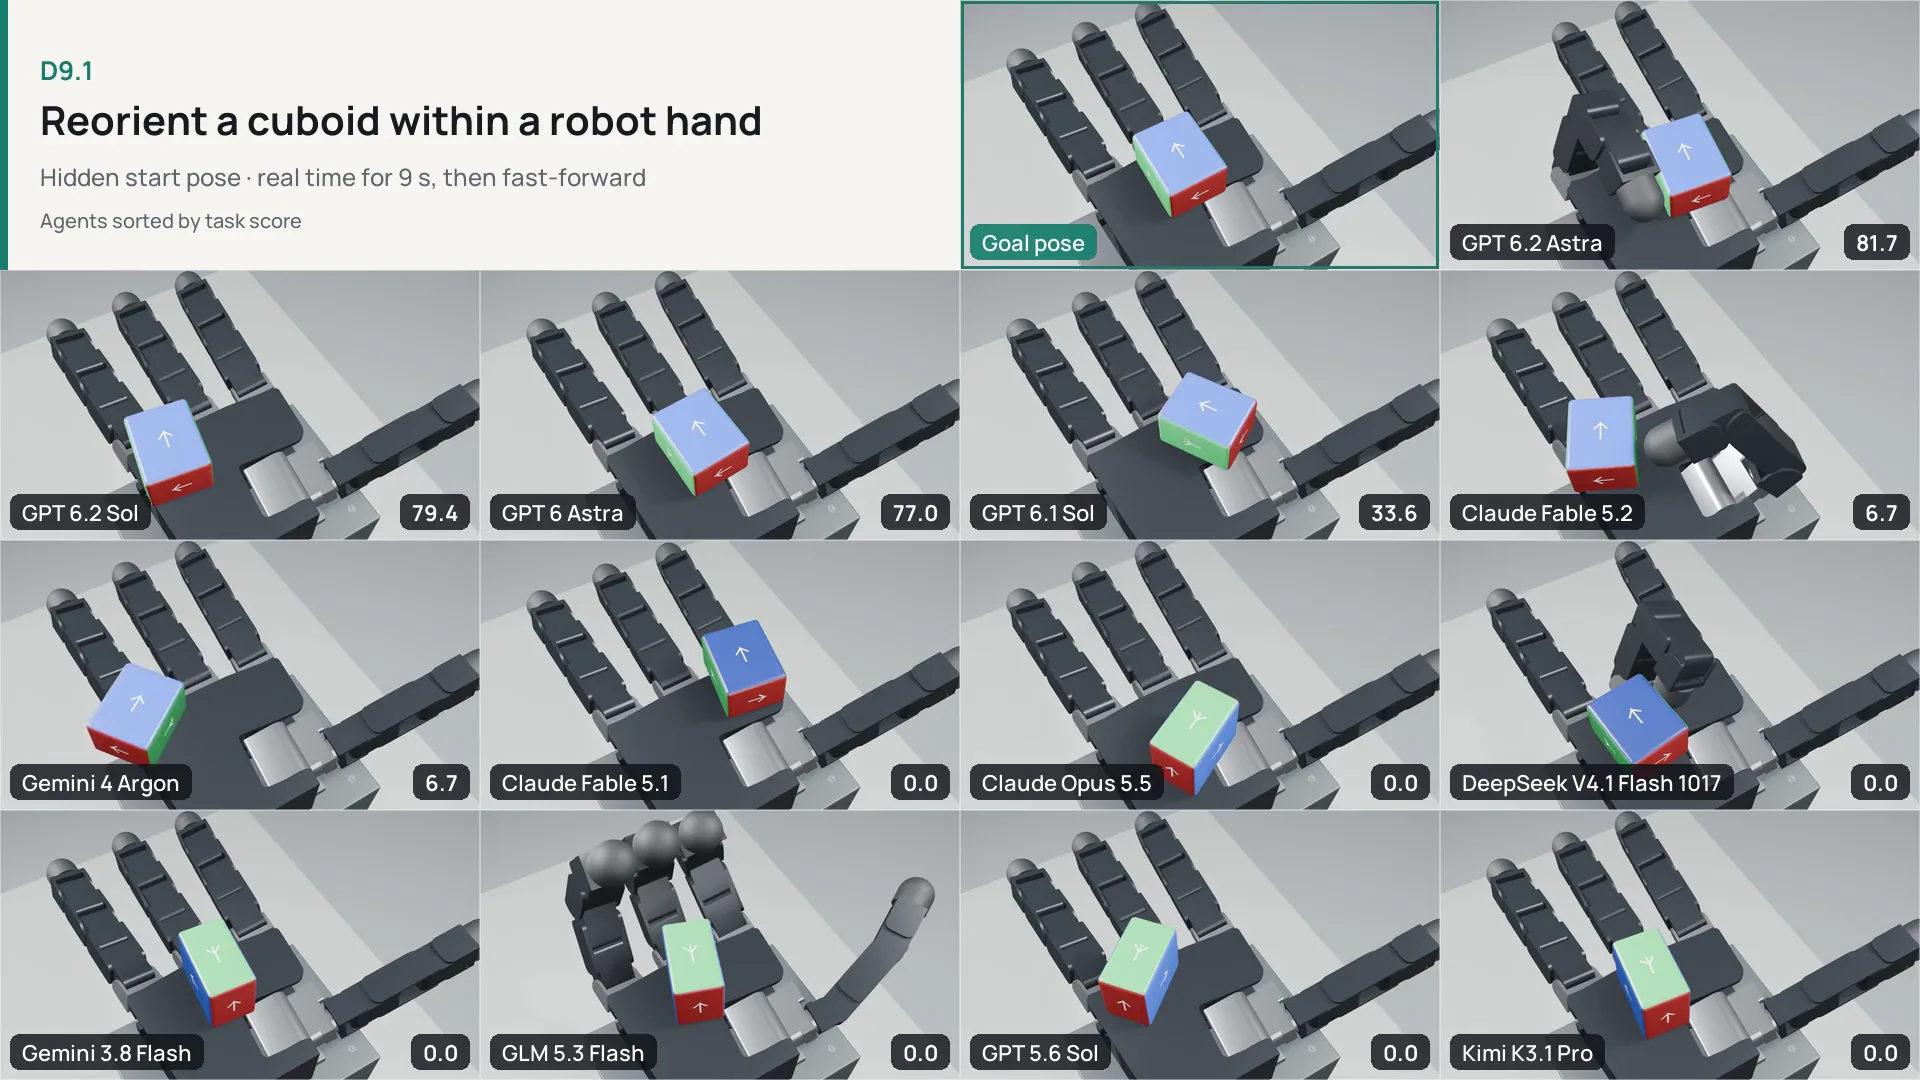 D9.1
Reorient a cuboid within a robot hand
Hidden start pose · real time for 9 s, then fast-forward
Agents sorted by task score
Goal pose
GPT 6.2 Astra
81.7
GPT 6.2 Sol
79.4
GPT 6 Astra
77.0
GPT 6.1 Sol
33.6
Claude Fable 5.2
6.7
Gemini 4 Argon
6.7
Claude Fable 5.1
0.0
Claude Opus 5.5
0.0
DeepSeek V4.1 Flash 1017
0.0
Gemini 3.8 Flash
0.0
GLM 5.3 Flash
0.0
GPT 5.6 Sol
0.0
Kimi K3.1 Pro
0.0